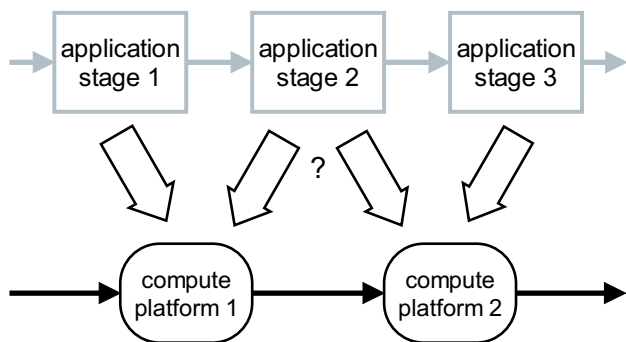 application
stage 1
application
stage 2
application
stage 3
?
compute
platform 1
compute
platform 2